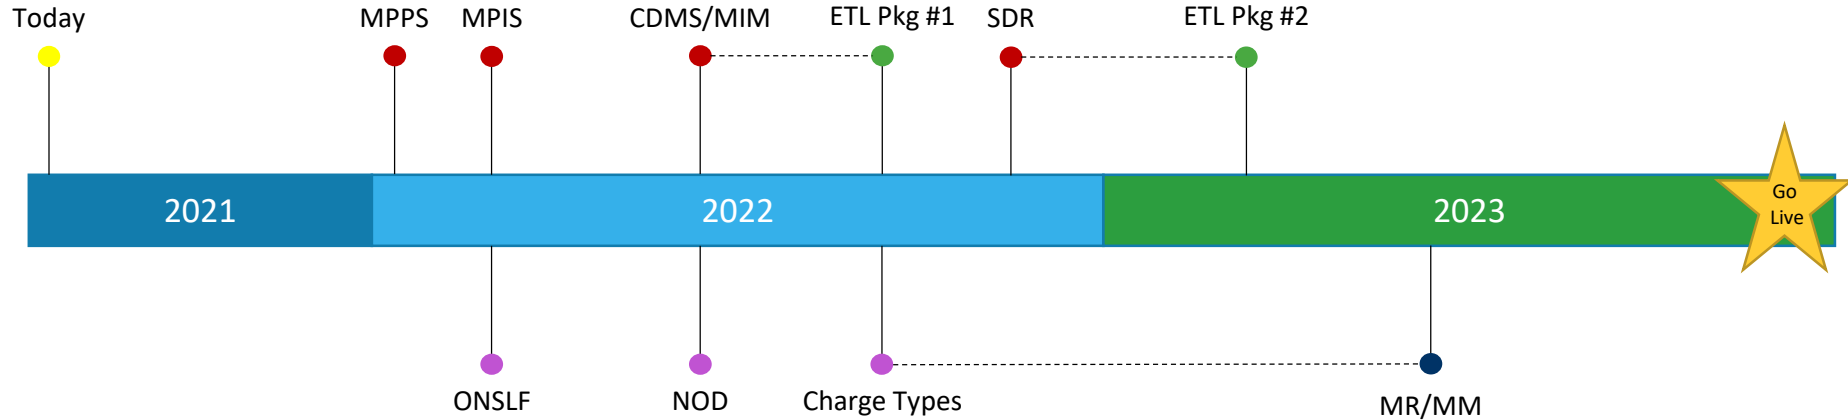 Today
MPPS
MPIS
CDMS/MIM
ETL Pkg #1
SDR
ETL Pkg #2
2021
2022
2023
Go
Live
ONSLF
NOD
Charge Types
MR/MM